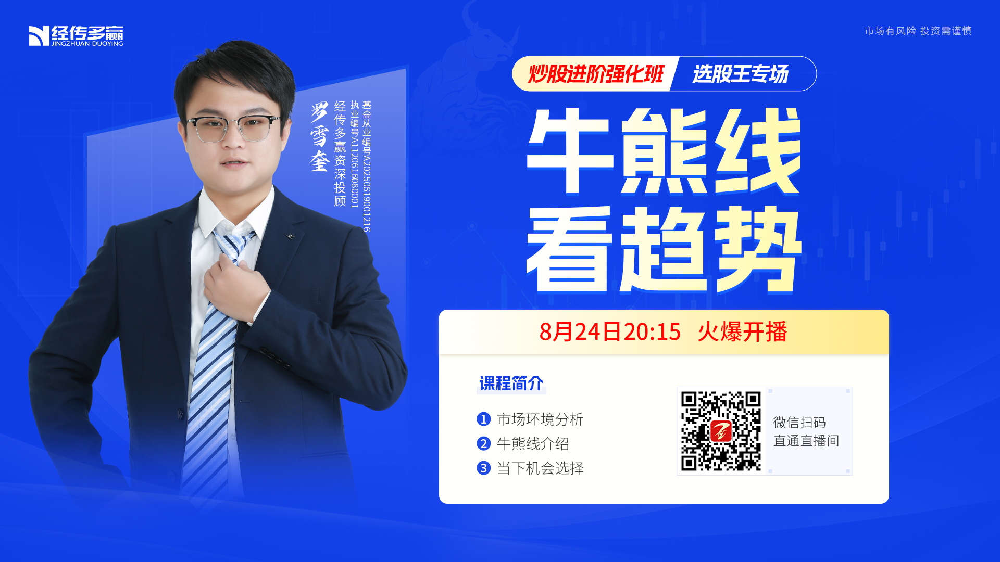 经传多赢
JINGZHUAN DUOYING
市场有风险 投资需谨慎
炒股进阶强化班
选股王专场
牛熊线
看趋势
罗雪奎
经传多赢资深投顾
执业编号A1120616080001
基金从业编号A20250619001216
8月24日20:15 火爆开播
课程简介
1 市场环境分析
2 牛熊线介绍
3 当下机会选择
微信扫码
直通直播间